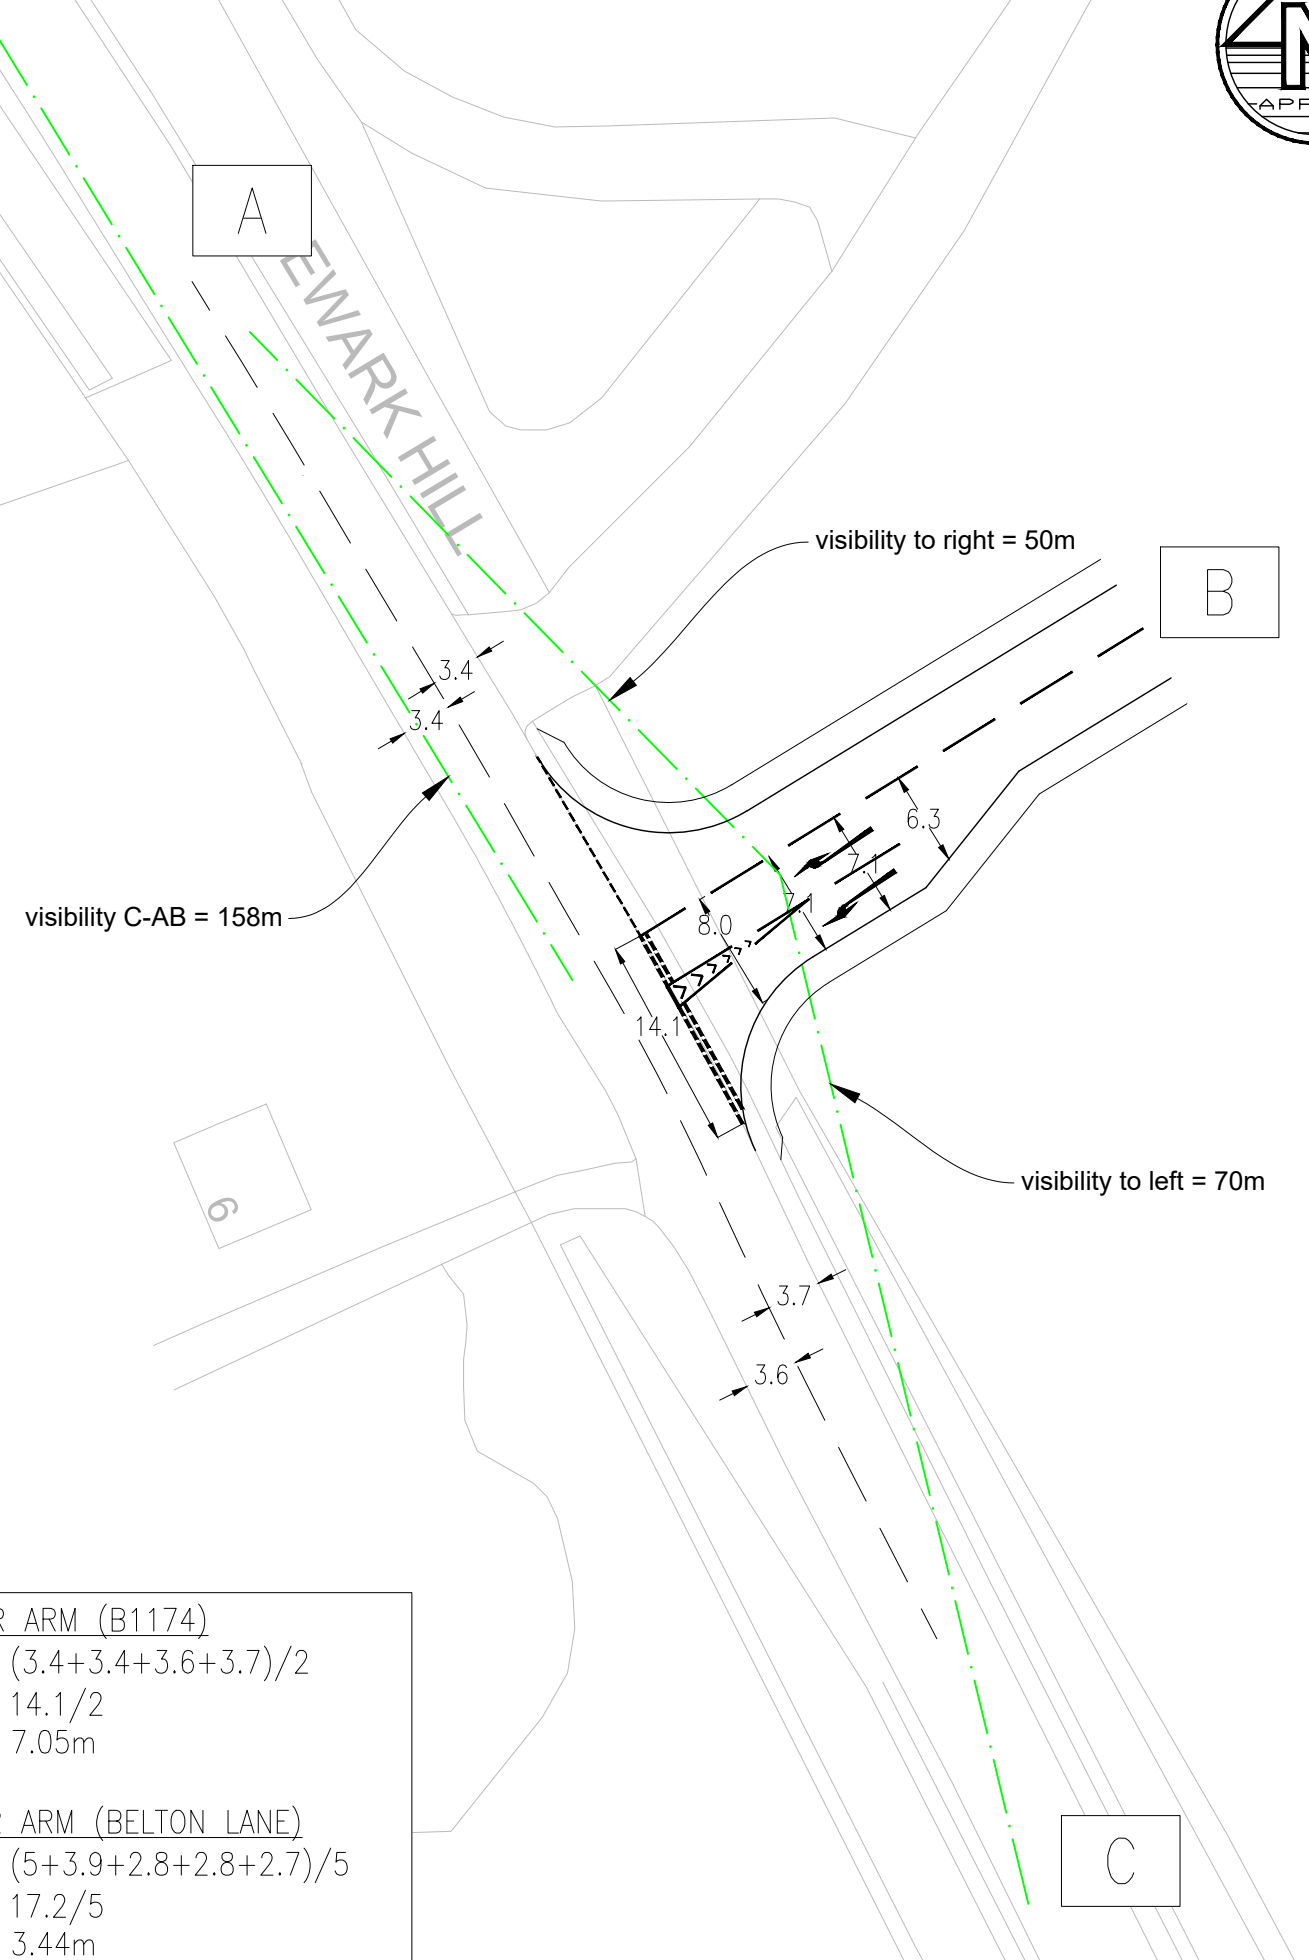 APP
A
EWARK HILL
visibility to right = 50m
B
3.4
3.4
6.3
7.1
7.1
8.0
visibility C-AB = 158m
14.1
visibility to left = 70m
6
3.7
3.6
R ARM (B1174)
(3.4+3.4+3.6+3.7)/2
14.1/2
7.05m
R ARM (BELTON LANE)
(5+3.9+2.8+2.8+2.7)/5
17.2/5
3.44m
C